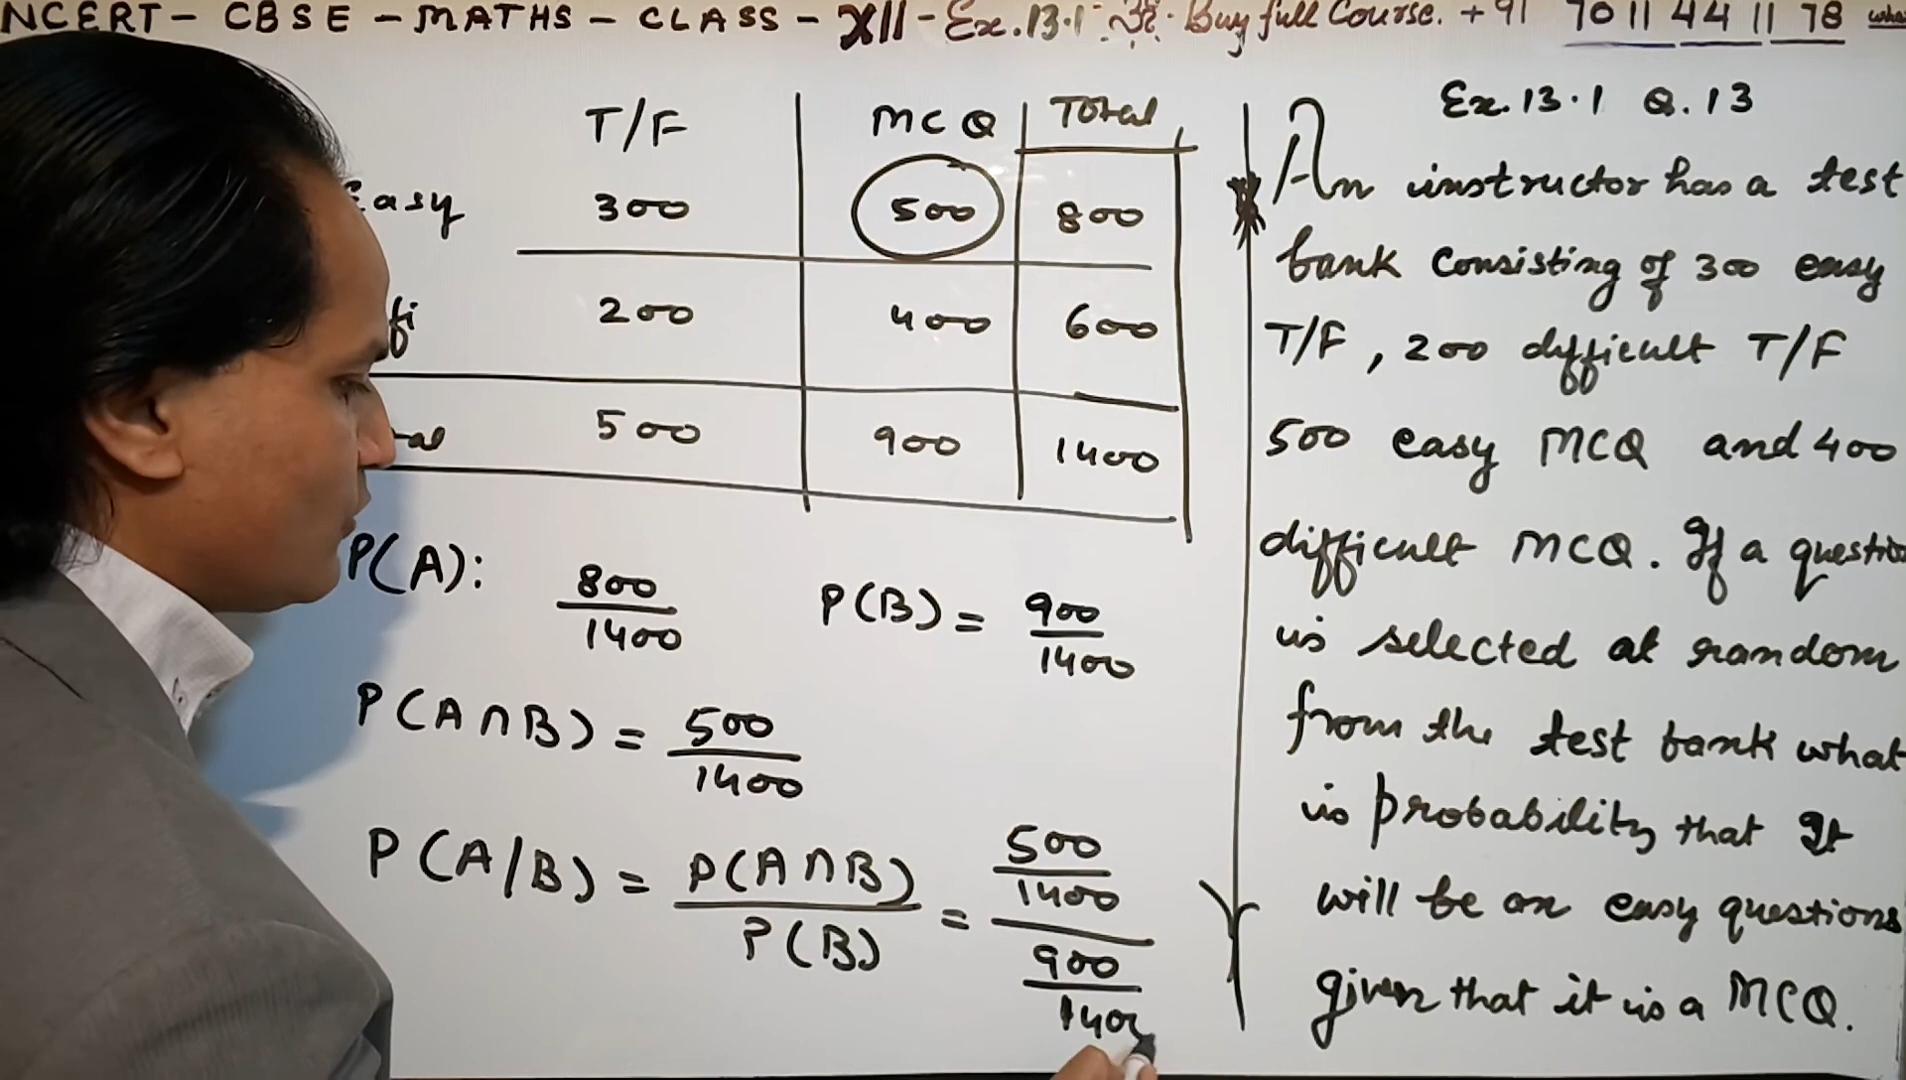 NCERT - CBSE - MATHS - CLASS - XII - Ex.13.1 Buy full Course. +91 70 11 44 11 78
T/F MCQ Total
Easy 300 500 800
200 400 600
500 900 1400
P(A): 800/1400 P(B) = 900/1400
P(A∩B) = 500/1400
P(A/B) = P(A∩B)/P(B) = 500/1400 / 900/140
Ex. 13.1 Q.13
An instructor has a test
bank consisting of 300 easy
T/F, 200 difficult T/F
500 easy MCQ and 400
difficult MCQ. If a questio
is selected at random
from the test bank what
is probability that It
will be an easy questions
given that it is a MCQ.